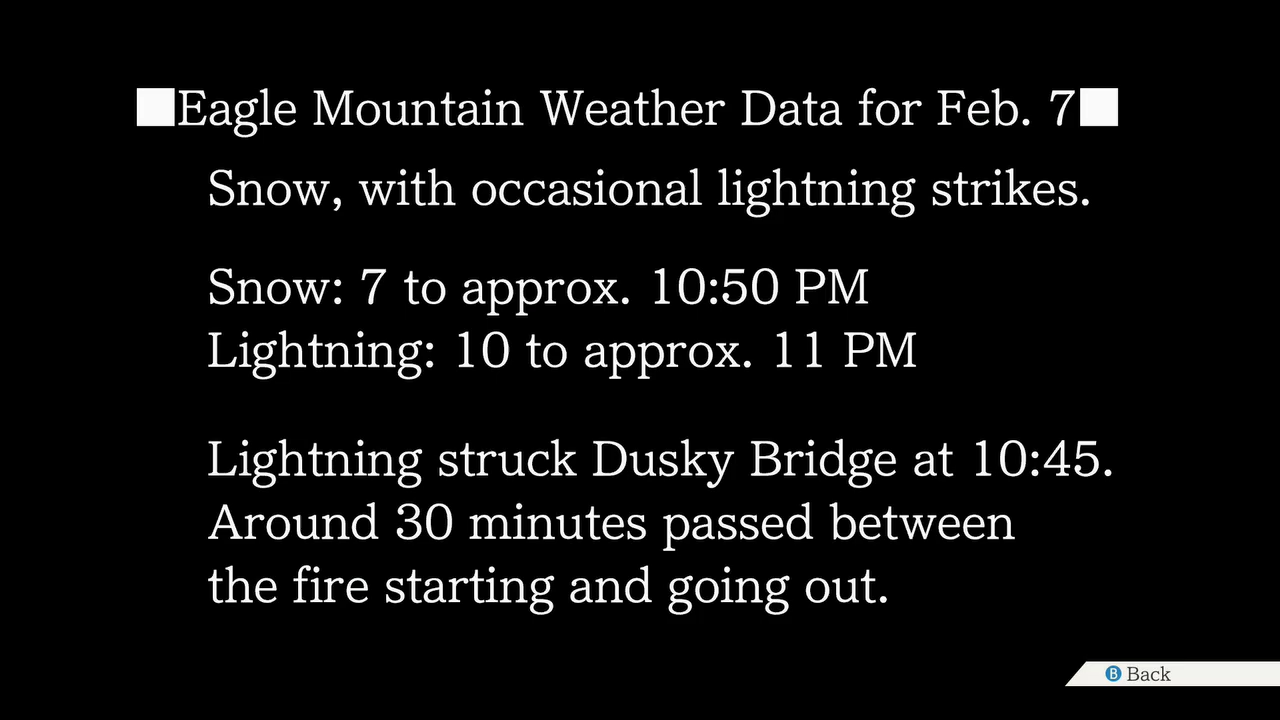 ■Eagle Mountain Weather Data for Feb. 7■
Snow, with occasional lightning strikes.
Snow: 7 to approx. 10:50 PM
Lightning: 10 to approx. 11 PM
Lightning struck Dusky Bridge at 10:45.
Around 30 minutes passed between
the fire starting and going out.
B Back